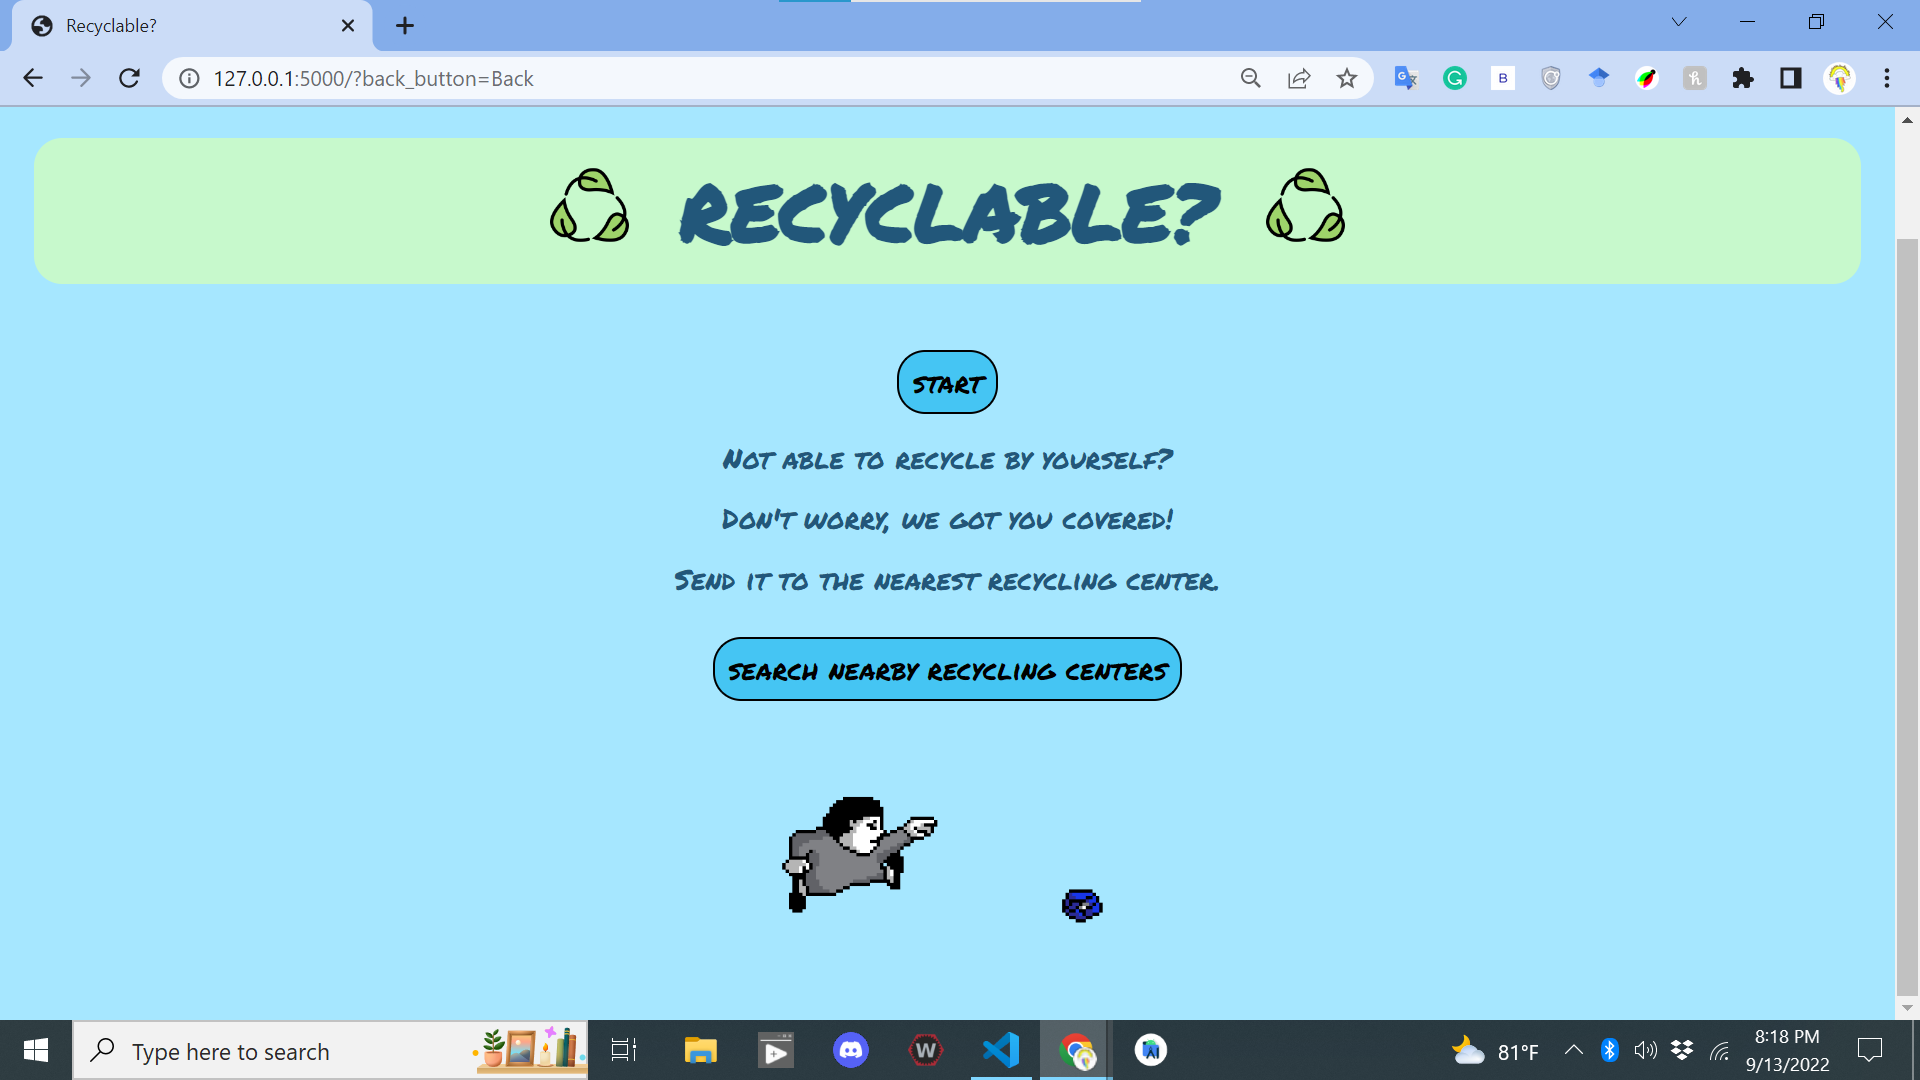 Recyclable?
127.0.0.1:5000/?back_button=Back
B
RECYCLABLE?
START
NOT ABLE TO RECYCLE BY YOURSELF?
DON'T WORRY, WE GOT YOU COVERED!
SEND IT TO THE NEAREST RECYCLING CENTER.
SEARCH NEARBY RECYCLING CENTERS
Type here to search
W
AI
81°F
8:18 PM
9/13/2022